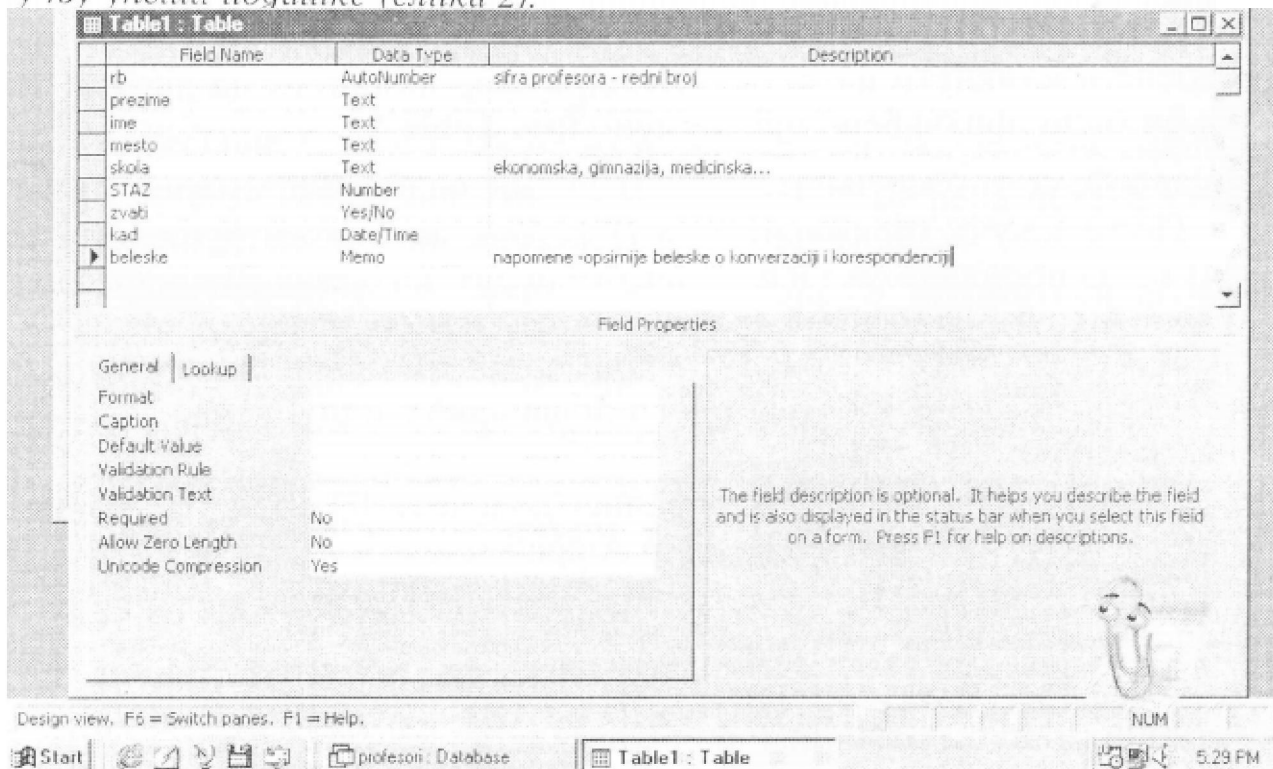 (слика 2).
Table1 : Table
Field Name Data Type Description
rb AutoNumber sifra profesora - redni broj
prezime Text
ime Text
mesto Text
skola Text ekonomska, gimnazija, medicinska...
STAZ Number
zvati Yes/No
kad Date/Time
beleske Memo napomene -opsirnije beleske o konverzaciji i korespondenciji
Field Properties
General Lookup
Format
Caption
Default Value
Validation Rule
Validation Text
Required No
Allow Zero Length No
Unicode Compression Yes
The field description is optional. It helps you describe the field
and is also displayed in the status bar when you select this field
on a form. Press F1 for help on descriptions.
Design view. F6 = Switch panes. F1 = Help. NUM
Start profesori : Database Table1 : Table 5:29 PM